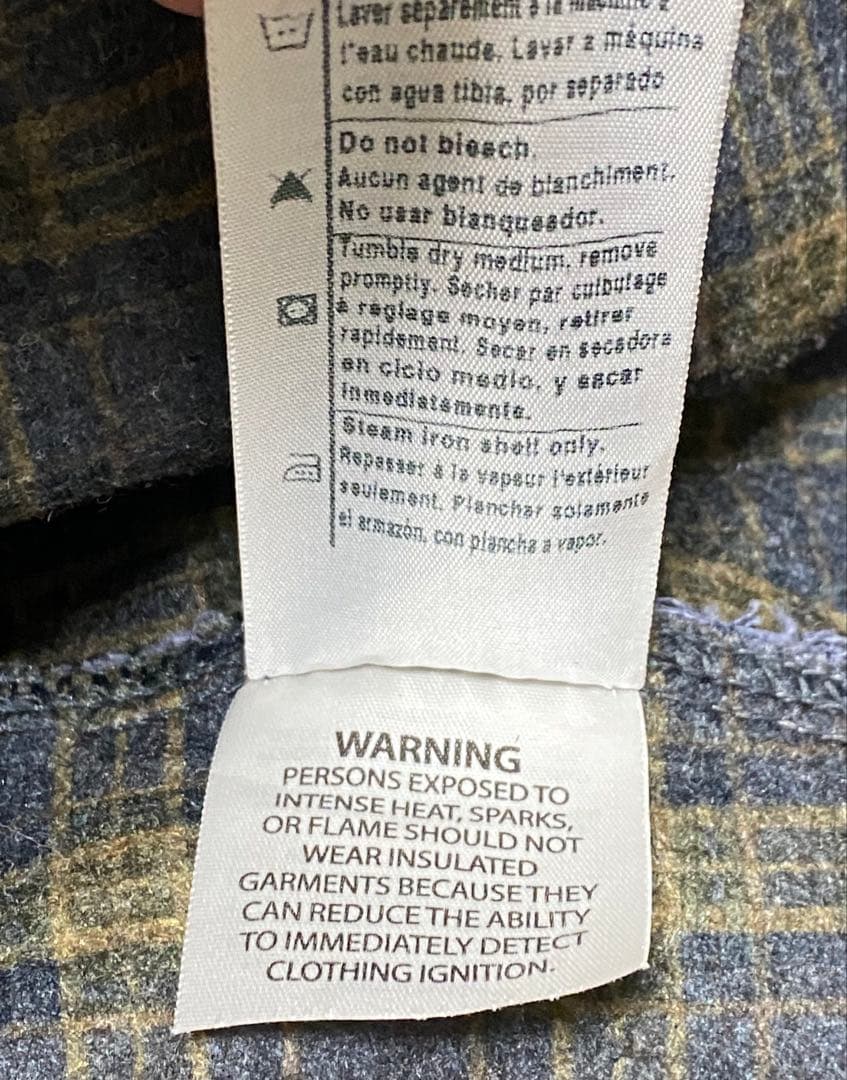 Laver séparément à la machine à
l'eau chaude. Lavar a máquina
con agua tibia, por separado
Do not bleach.
Aucun agent de blanchiment.
No usar blanqueador.
Tumble dry medium, remove
promptly. Sécher par culbutage
à réglage moyen, retirer
rapidement. Secar en secadora
en ciclo medio, y sacar
inmediatamente.
Steam iron shell only.
Repasser à la vapeur l'extérieur
seulement. Planchar solamente
el armazón, con plancha a vapor.
WARNING
PERSONS EXPOSED TO
INTENSE HEAT, SPARKS,
OR FLAME SHOULD NOT
WEAR INSULATED
GARMENTS BECAUSE THEY
CAN REDUCE THE ABILITY
TO IMMEDIATELY DETECT
CLOTHING IGNITION.